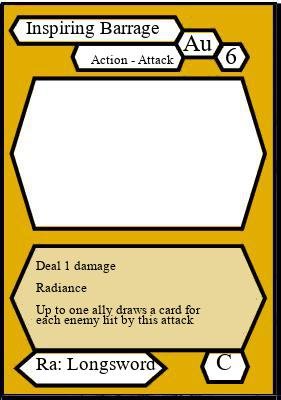 Inspiring Barrage
Au
Action - Attack
6
Deal 1 damage
Radiance
Up to one ally draws a card for
each enemy hit by this attack
Ra: Longsword
C